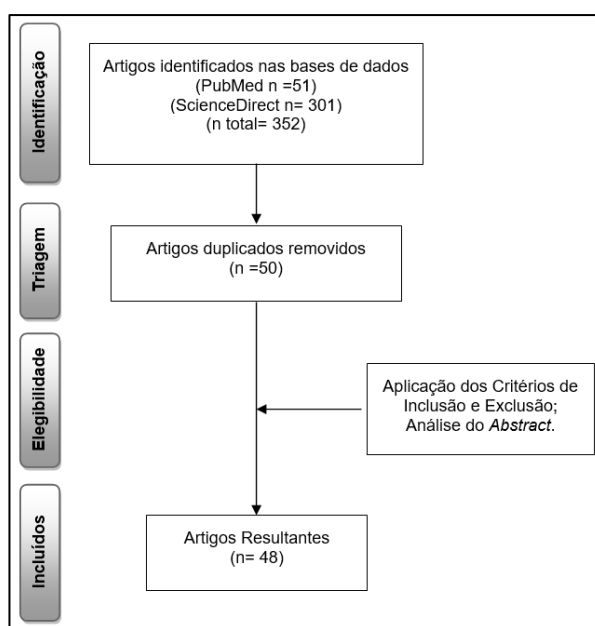 Identificação
Artigos identificados nas bases de dados
(PubMed n =51)
(ScienceDirect n= 301)
(n total= 352)
Triagem
Artigos duplicados removidos
(n =50)
Elegibilidade
Aplicação dos Critérios de
Inclusão e Exclusão;
Análise do Abstract.
Incluídos
Artigos Resultantes
(n= 48)